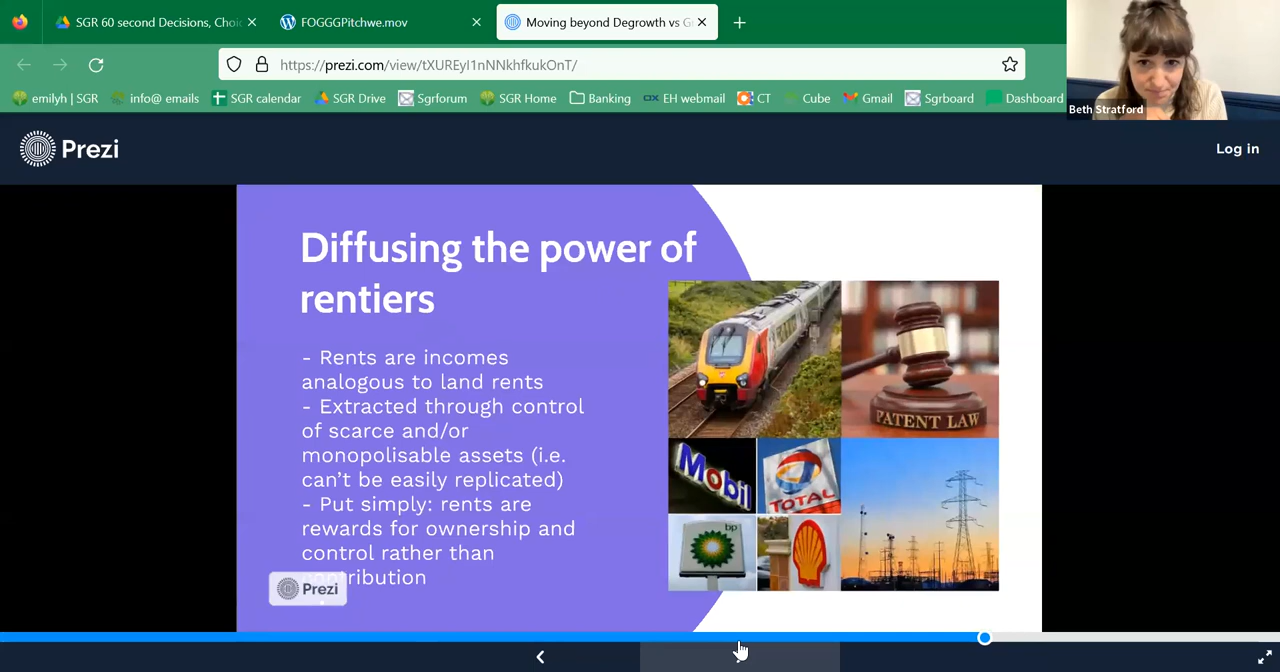 SGR 60 second Decisions, Choi
FOGGGPitchwe.mov
Moving beyond Degrowth vs G
https://prezi.com/view/tXUREyI1nNNkhfkukOnT/
emilyh | SGR
info@ emails
SGR calendar
SGR Drive
Sgrforum
SGR Home
Banking
EH webmail
CT
Cube
Gmail
Sgrboard
Dashboard
Beth Stratford
Prezi
Log in
Diffusing the power of
rentiers
- Rents are incomes
analogous to land rents
- Extracted through control
of scarce and/or
monopolisable assets (i.e.
can't be easily replicated)
- Put simply: rents are
rewards for ownership and
control rather than
contribution
PATENT LAW
Mobil
TOTAL
bp
Prezi